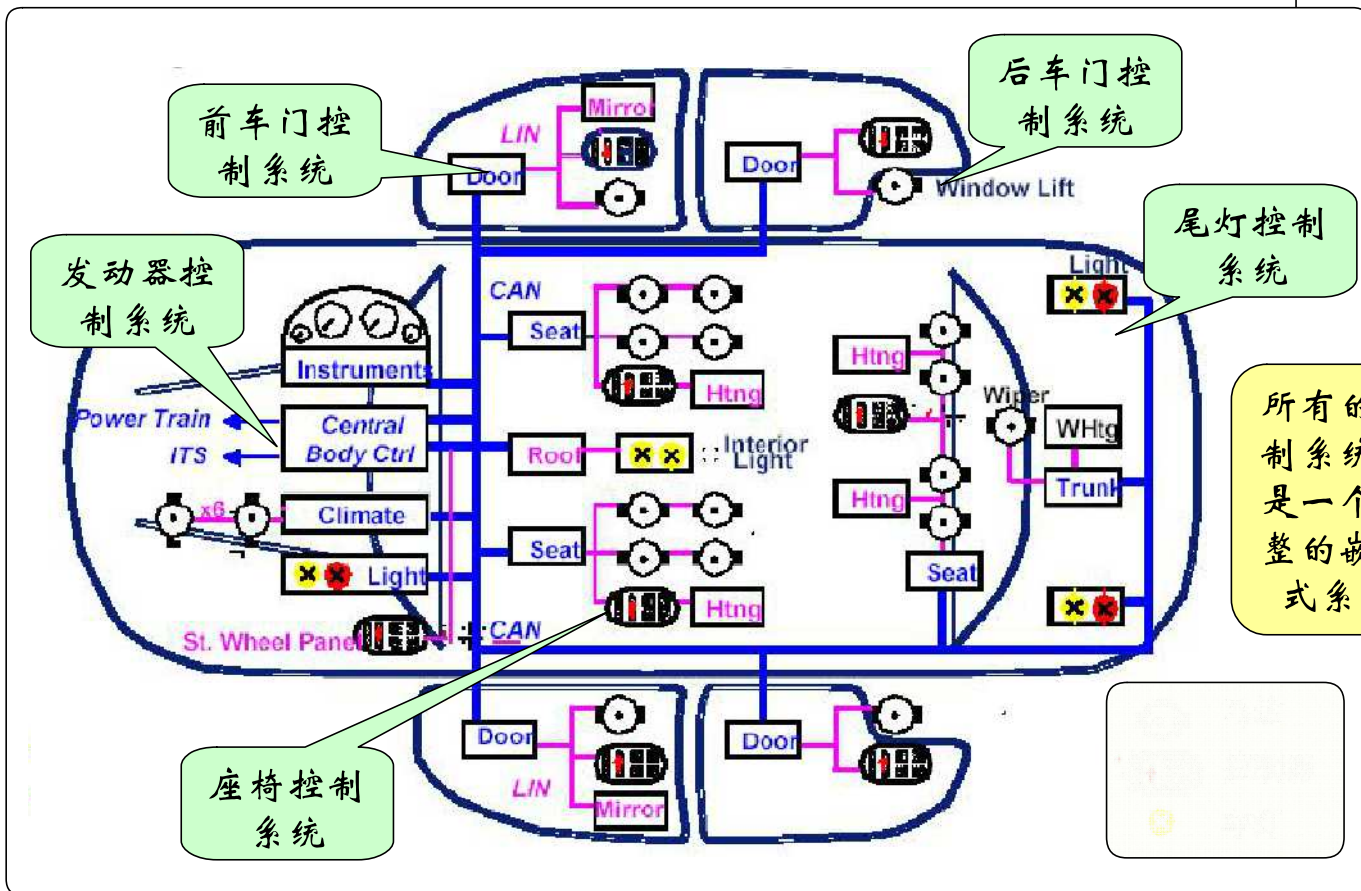 前车门控
制系统
后车门控
制系统
尾灯控制
系统
发动器控
制系统
座椅控制
系统
所有的
制系统
是一个
整的嵌
式系
Mirror
LIN
Door
Door
Window Lift
Light
CAN
Seat
Htng
Instruments
Power Train
Central
Body Ctrl
ITS
Roof
Interior
Light
x6
Climate
Seat
Htng
Light
St. Wheel Panel
CAN
Htng
Htng
Seat
Wiper
WHtg
Trunk
Door
LIN
Mirror
Door